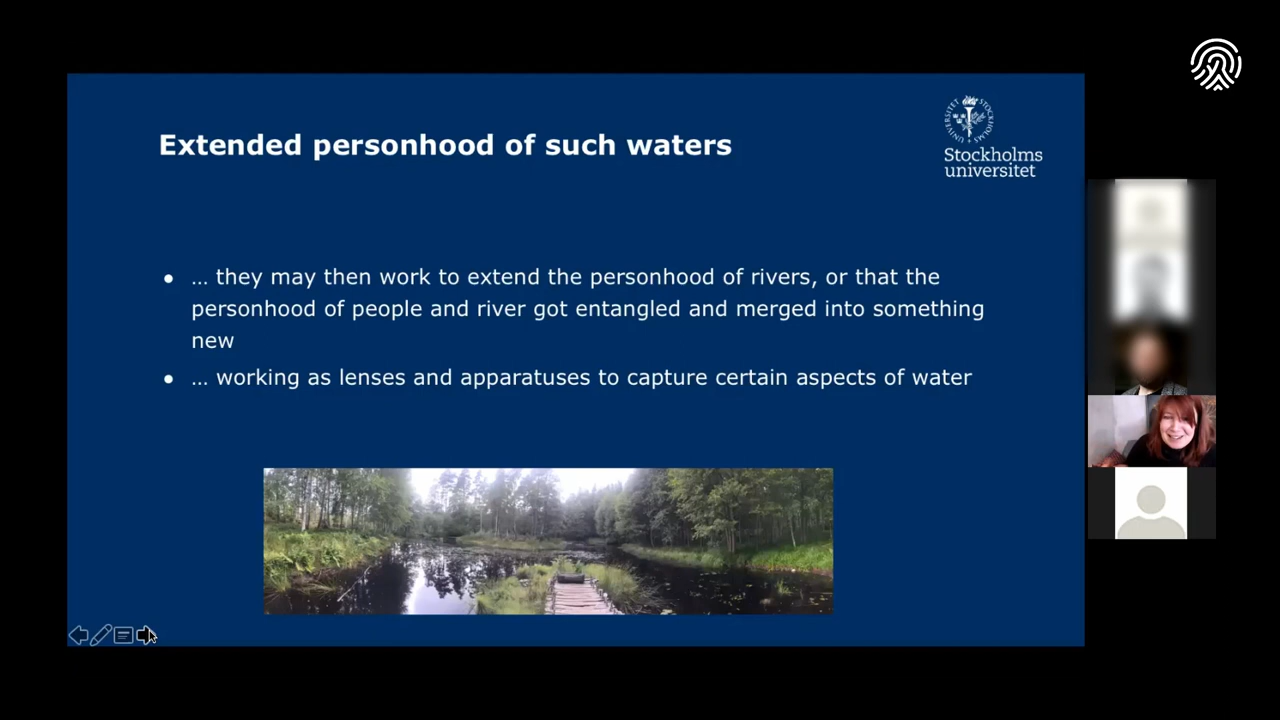 Extended personhood of such waters
STOCKHOLMS UNIVERSITET
Stockholms
universitet
● … they may then work to extend the personhood of rivers, or that the
personhood of people and river got entangled and merged into something
new
● … working as lenses and apparatuses to capture certain aspects of water